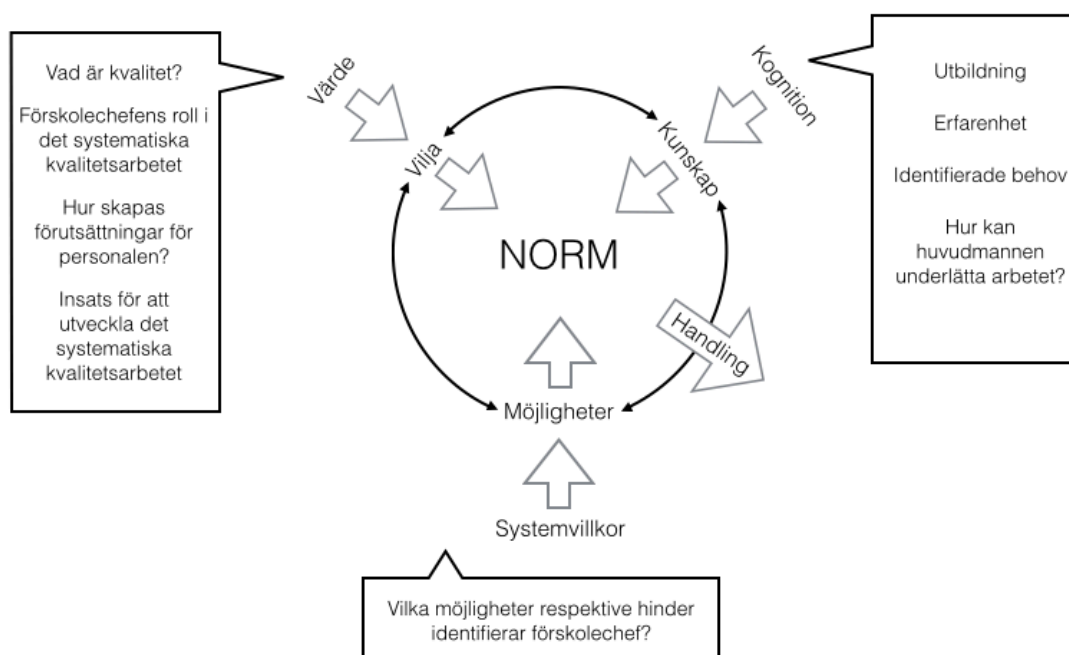 Vad är kvalitet?
Förskolechefens roll i
det systematiska
kvalitetsarbetet
Hur skapas
förutsättningar för
personalen?
Insats för att
utveckla det
systematiska
kvalitetsarbetet
Värde
Vilja
Kognition
Kunskap
NORM
Handling
Möjligheter
Systemvillkor
Utbildning
Erfarenhet
Identifierade behov
Hur kan
huvudmannen
underlätta arbetet?
Vilka möjligheter respektive hinder
identifierar förskolechef?